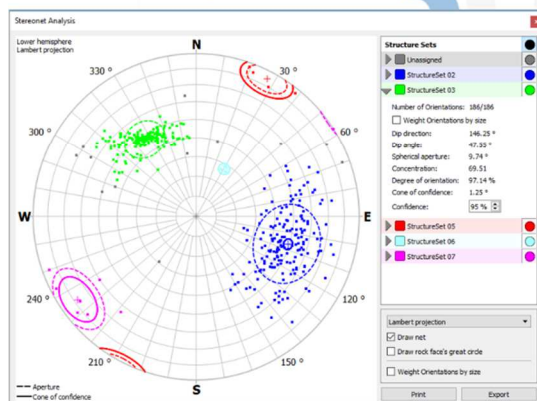 Stereonet Analysis
Lower hemisphere
Lambert projection
N
30 °
60 °
E
120 °
150 °
S
210 °
240 °
W
300 °
330 °
Aperture
Cone of confidence
Structure Sets
Unassigned
StructureSet 02
StructureSet 03
Number of Orientations: 186/186
Weight Orientations by size
Dip direction: 146.25 °
Dip angle: 47.33 °
Spherical aperture: 9.74 °
Concentration: 69.51
Degree of orientation: 97.14 %
Cone of confidence: 1.25 °
Confidence: 95 %
StructureSet 05
StructureSet 06
StructureSet 07
Lambert projection
Draw net
Draw rock face's great circle
Weight Orientations by size
Print Export